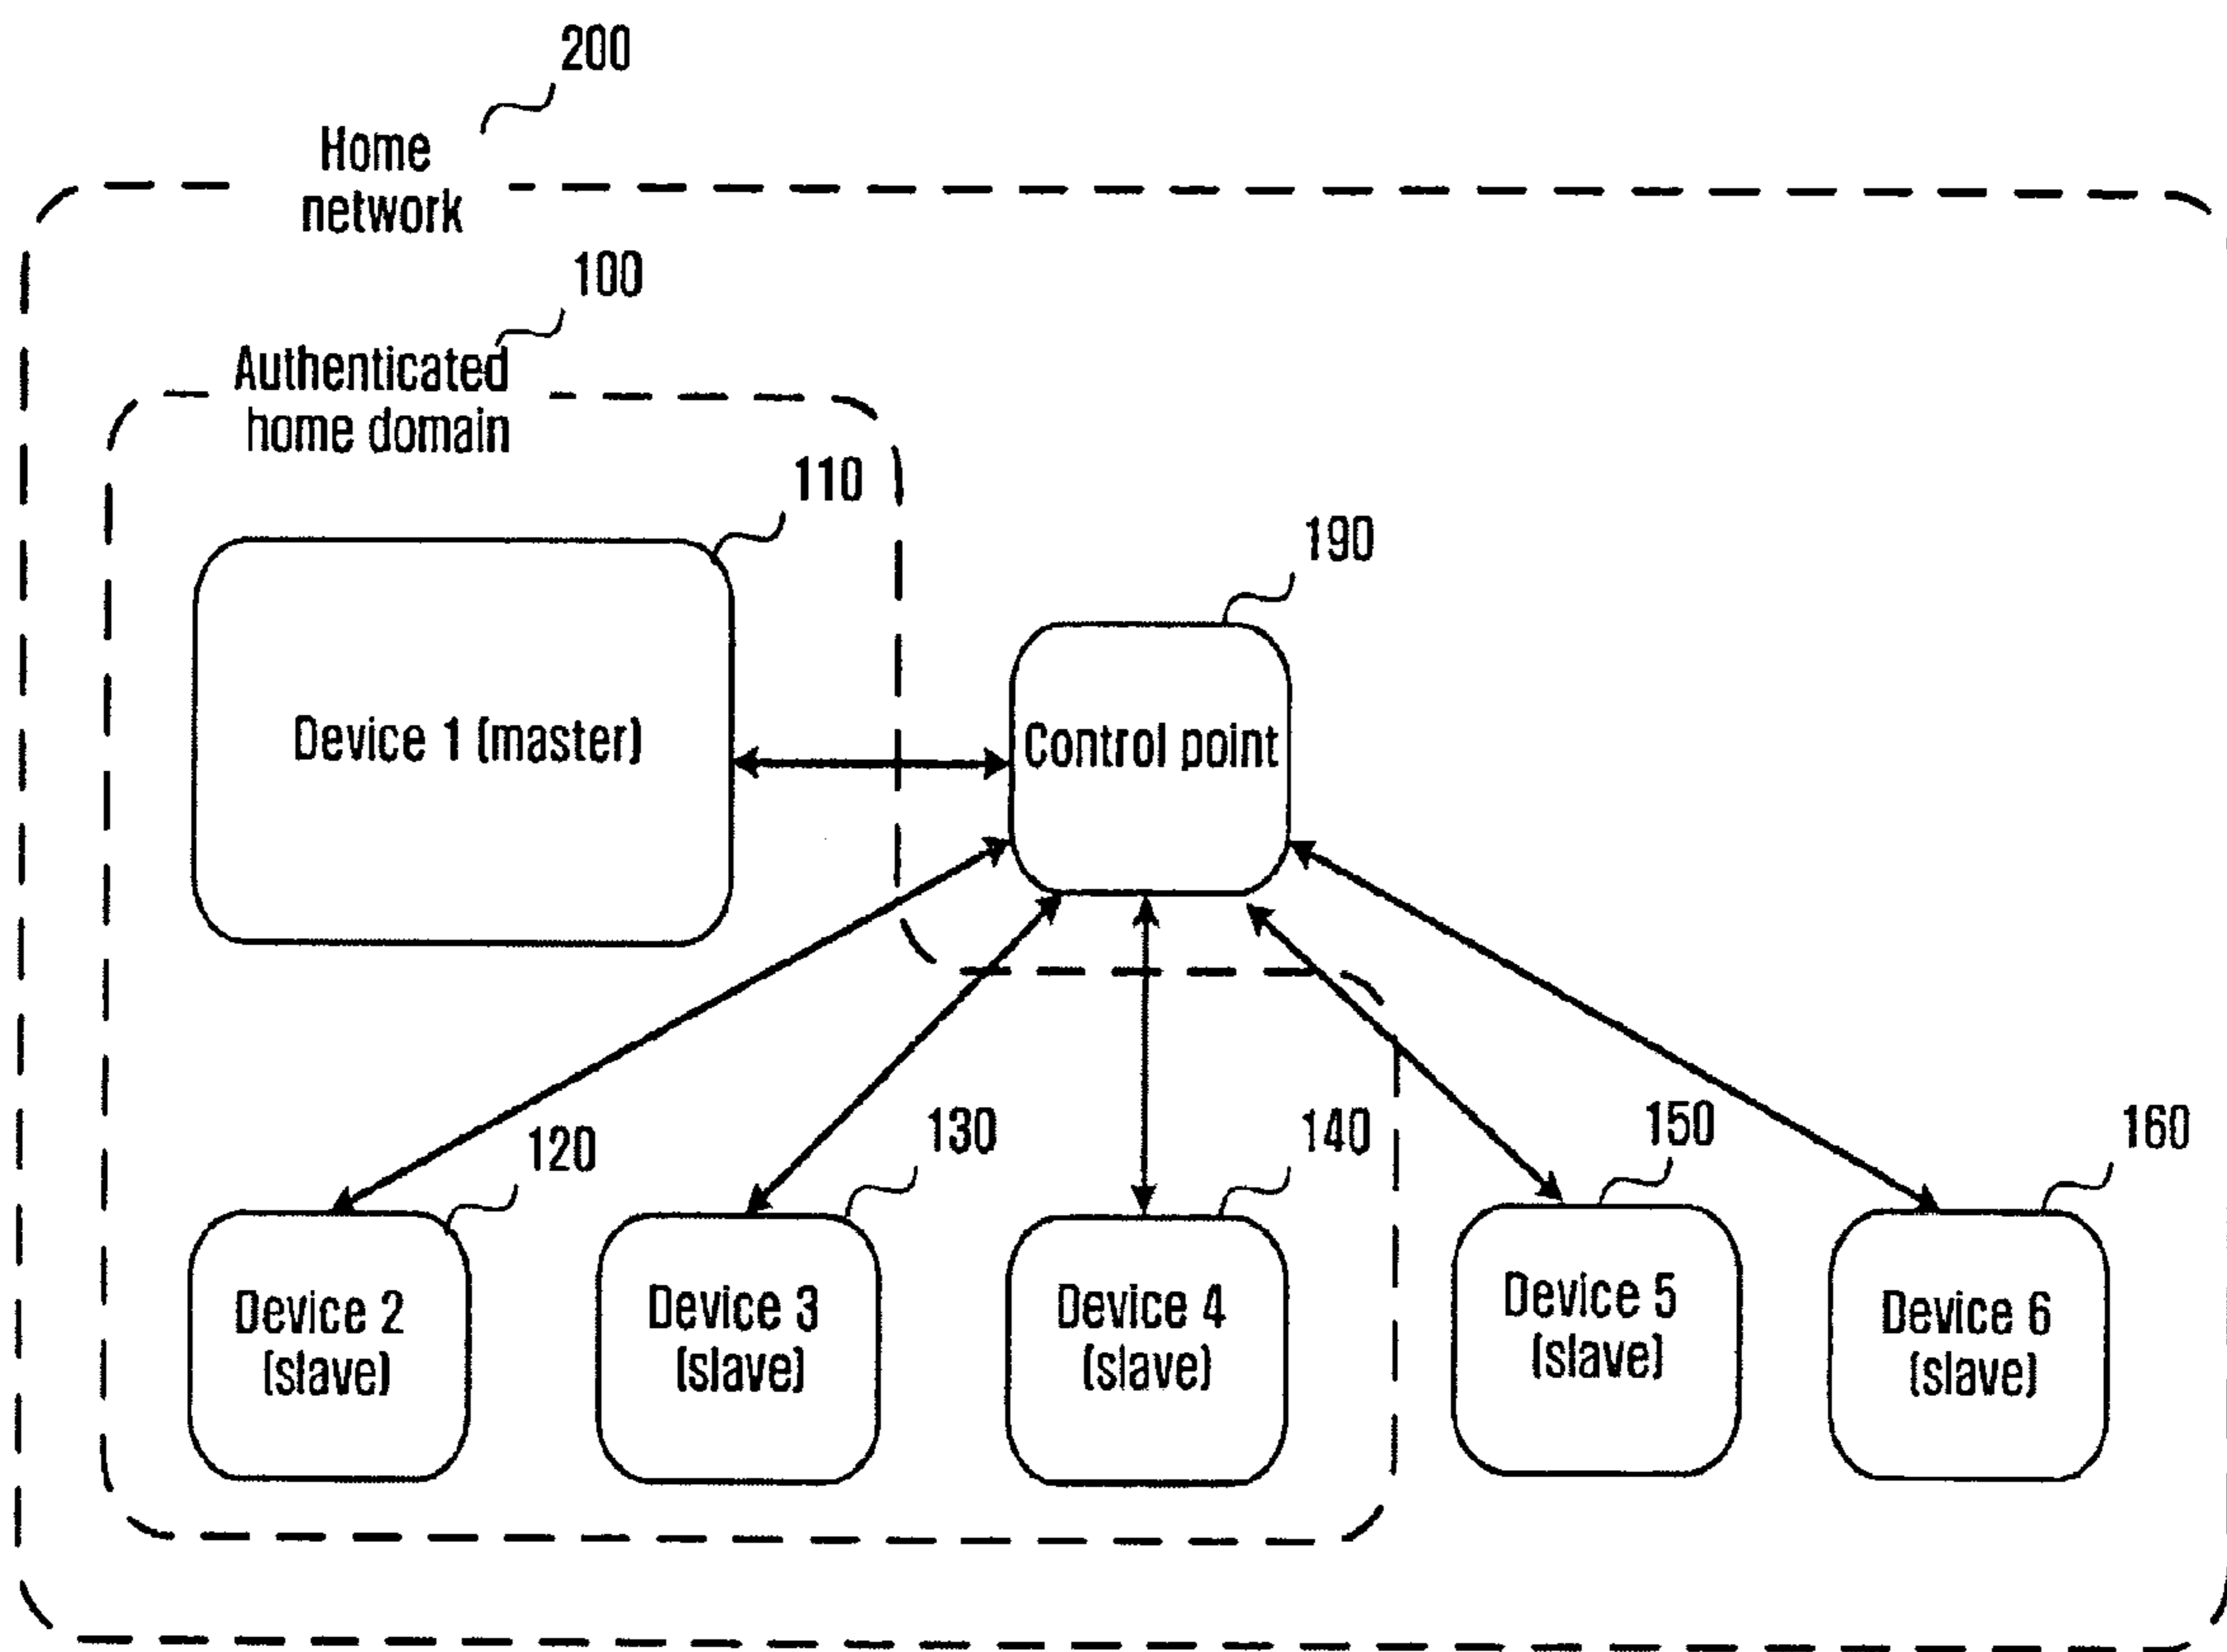 200
Home
network
100
Authenticated
home domain
110
190
Device 1 (master)
Control point
120
130
140
150
160
Device 2
(slave)
Device 3
(slave)
Device 4
(slave)
Device 5
(slave)
Device 6
(slave)